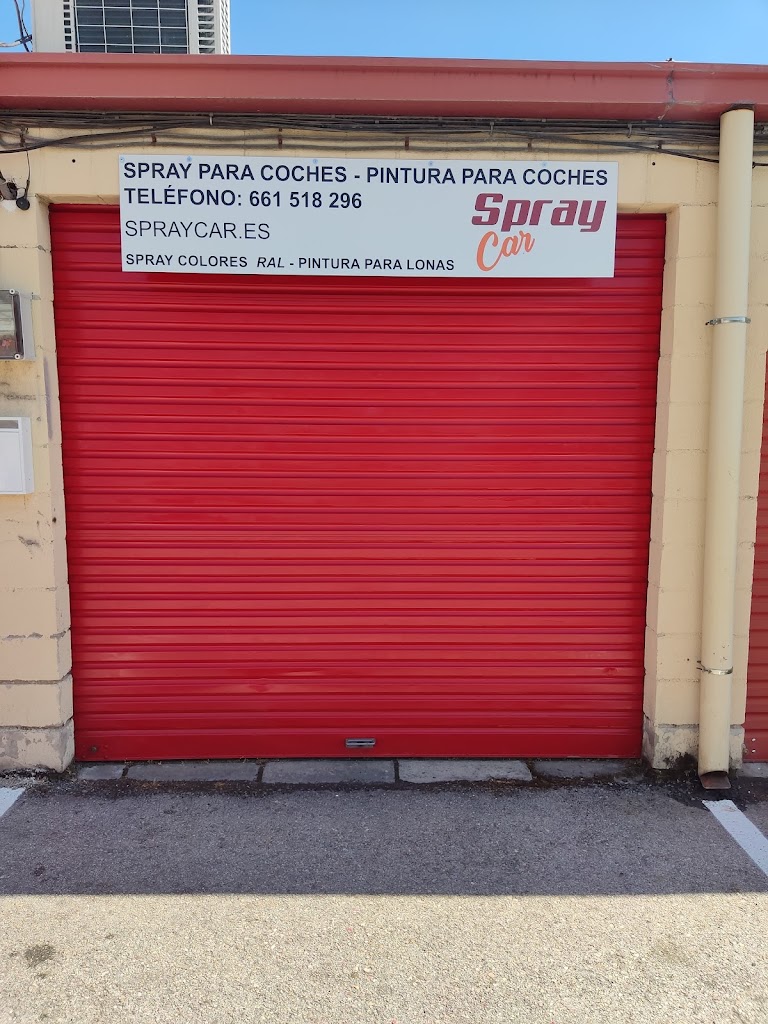 SPRAY PARA COCHES - PINTURA PARA COCHES
TELÉFONO: 661 518 296
SPRAYCAR.ES
SPRAY COLORES RAL - PINTURA PARA LONAS
Spray
Car